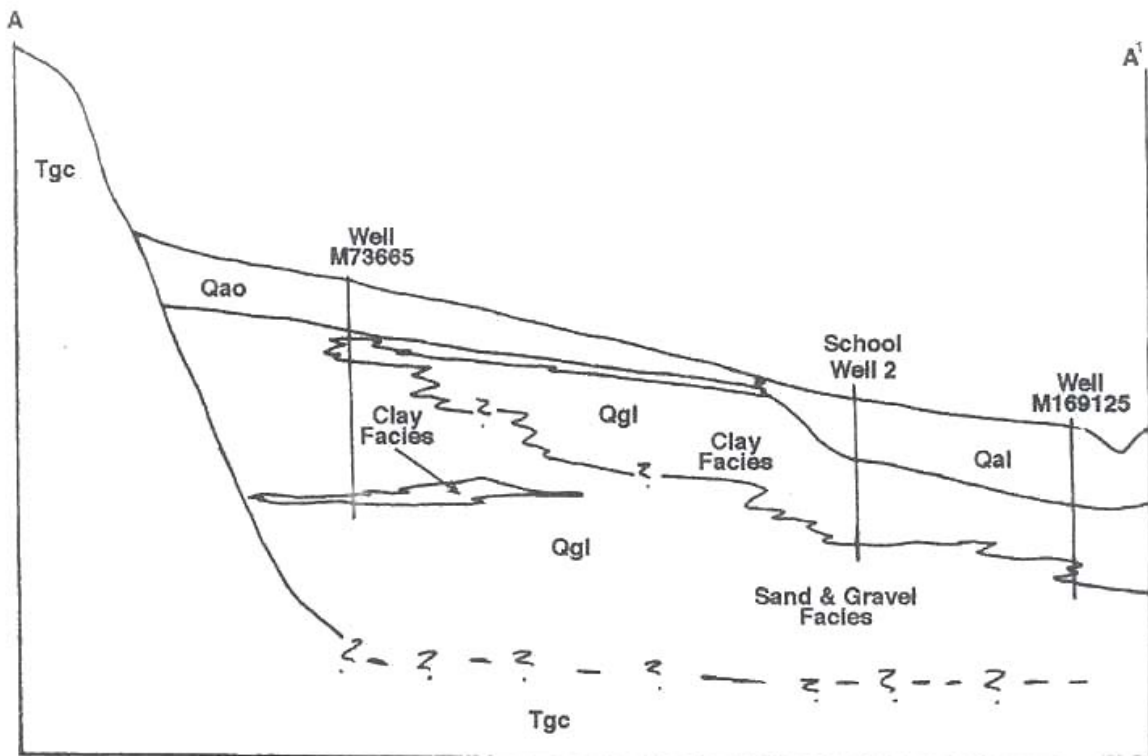 A
A'
Tgc
Well
M73665
Qao
School
Well 2
Well
M169125
Qgl
Clay
Facies
Clay
Facies
?
?
Qal
Qgl
Sand & Gravel
Facies
? - ? - ? - ? - ? - ? - ? - -
Tgc